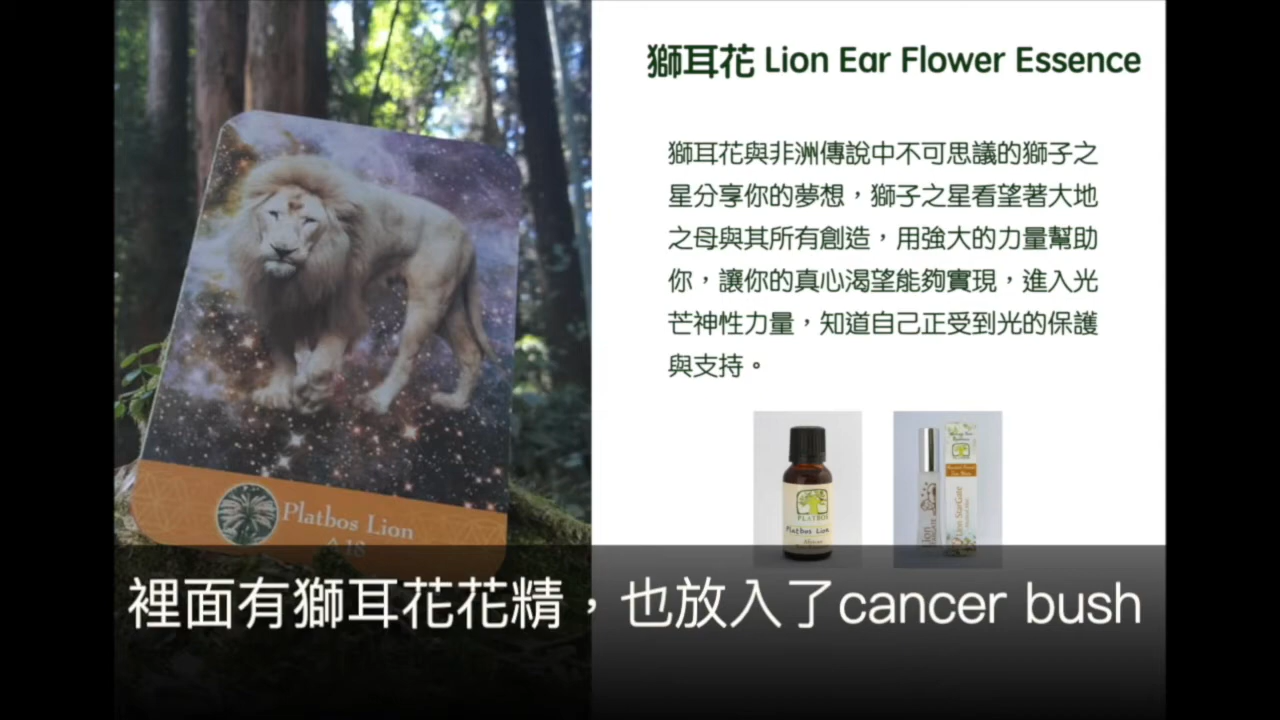 獅耳花 Lion Ear Flower Essence
獅耳花與非洲傳說中不可思議的獅子之
星分享你的夢想，獅子之星看望著大地
之母與其所有創造，用強大的力量幫助
你，讓你的真心渴望能夠實現，進入光
芒神性力量，知道自己正受到光的保護
與支持。
Platbos Lion
18
PLATBOS
Platbos Lion
Lion StarGate
裡面有獅耳花花精，也放入了cancer bush